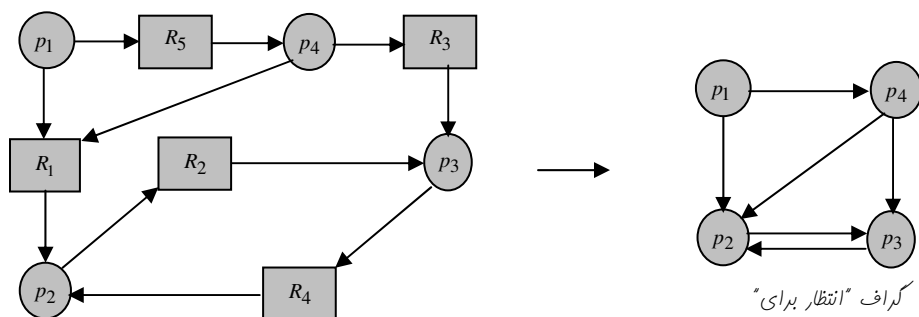 p1 R5 p4 R3
p1 p4
R1 R2 p3
p2 R4
p2 p3
گراف "انتظار برای"